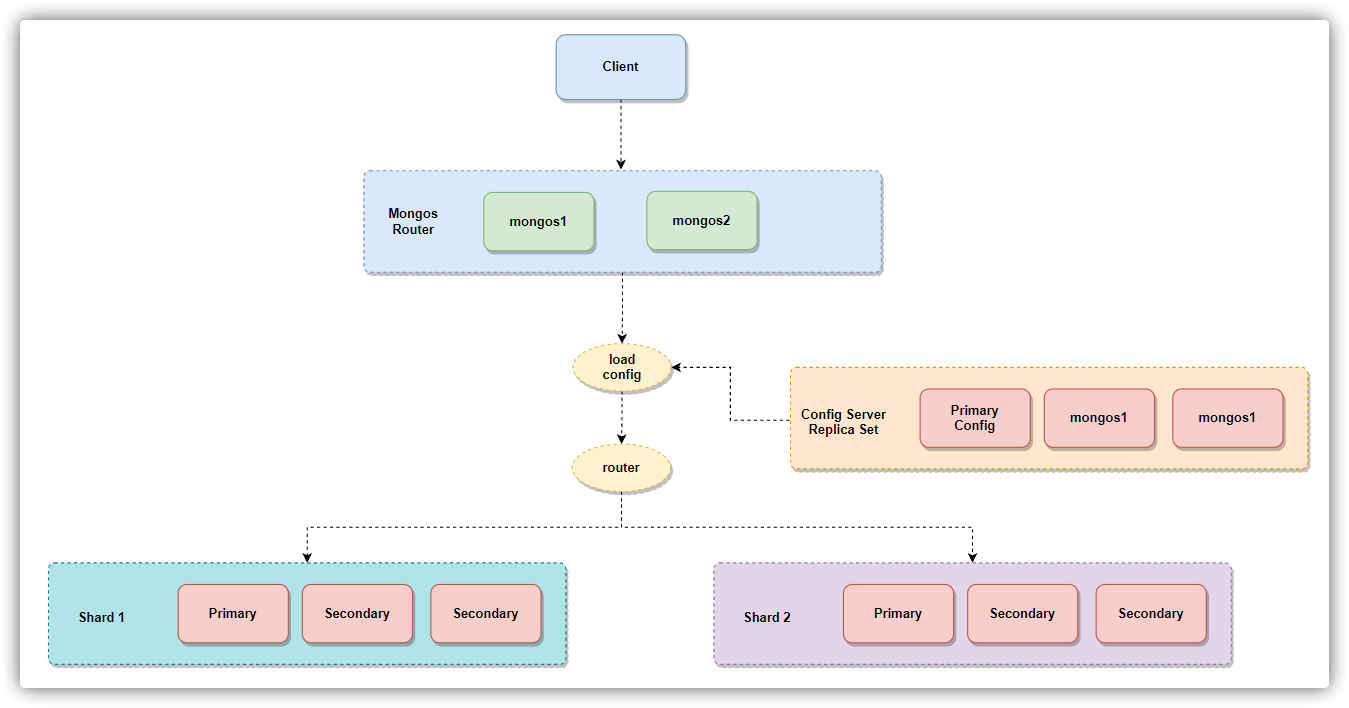 Client
Mongos
Router
mongos1
mongos2
load
config
Config Server
Replica Set
Primary
Config
mongos1
mongos1
router
Shard 1
Primary
Secondary
Secondary
Shard 2
Primary
Secondary
Secondary